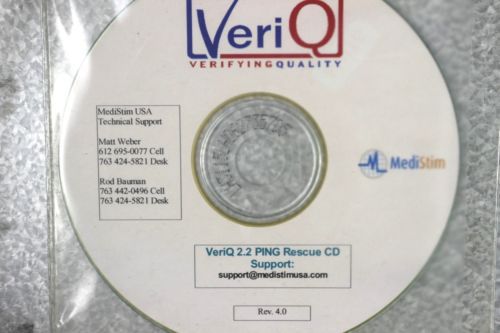 VeriQ
VERIFYINGQUALITY
MediStim USA
Technical Support
Matt Weber
612 695-0077 Cell
763 424-5821 Desk
Rod Bauman
763 442-0496 Cell
763 424-5821 Desk
MediStim
VeriQ 2.2 PING Rescue CD
Support:
support@medistimusa.com
Rev. 4.0